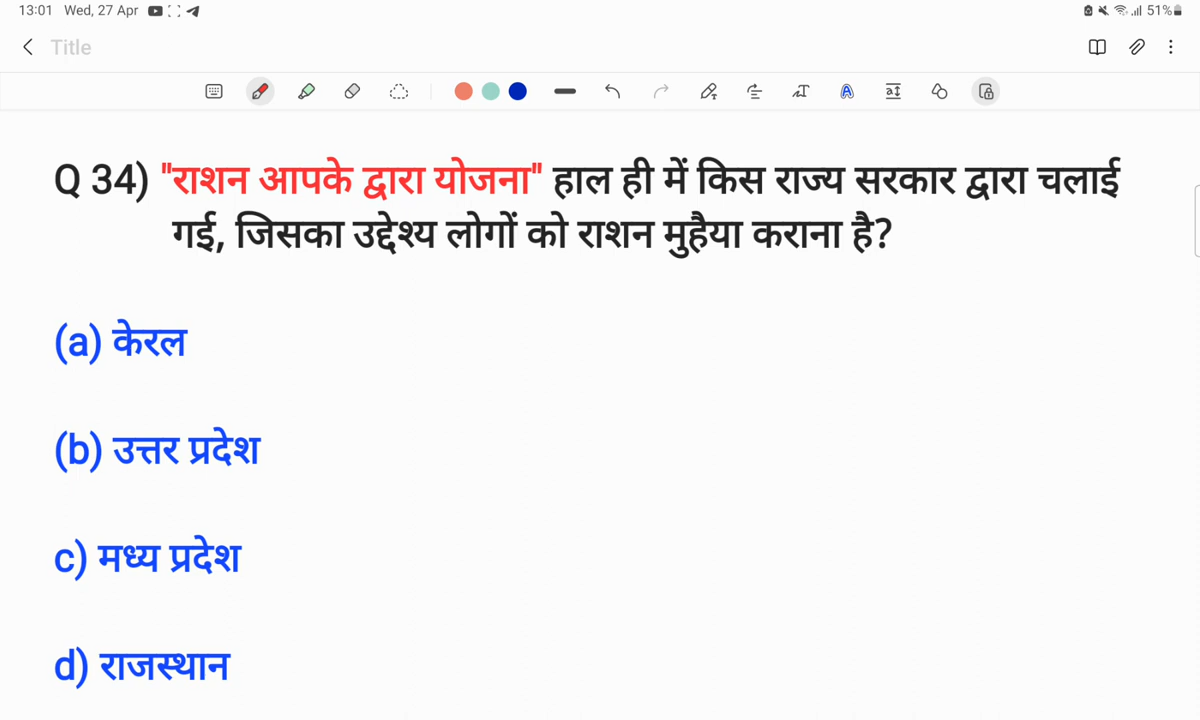 13:01 Wed, 27 Apr 51%
Title
Q 34) "राशन आपके द्वारा योजना" हाल ही में किस राज्य सरकार द्वारा चलाई
गई, जिसका उद्देश्य लोगों को राशन मुहैया कराना है?
(a) केरल
(b) उत्तर प्रदेश
c) मध्य प्रदेश
d) राजस्थान